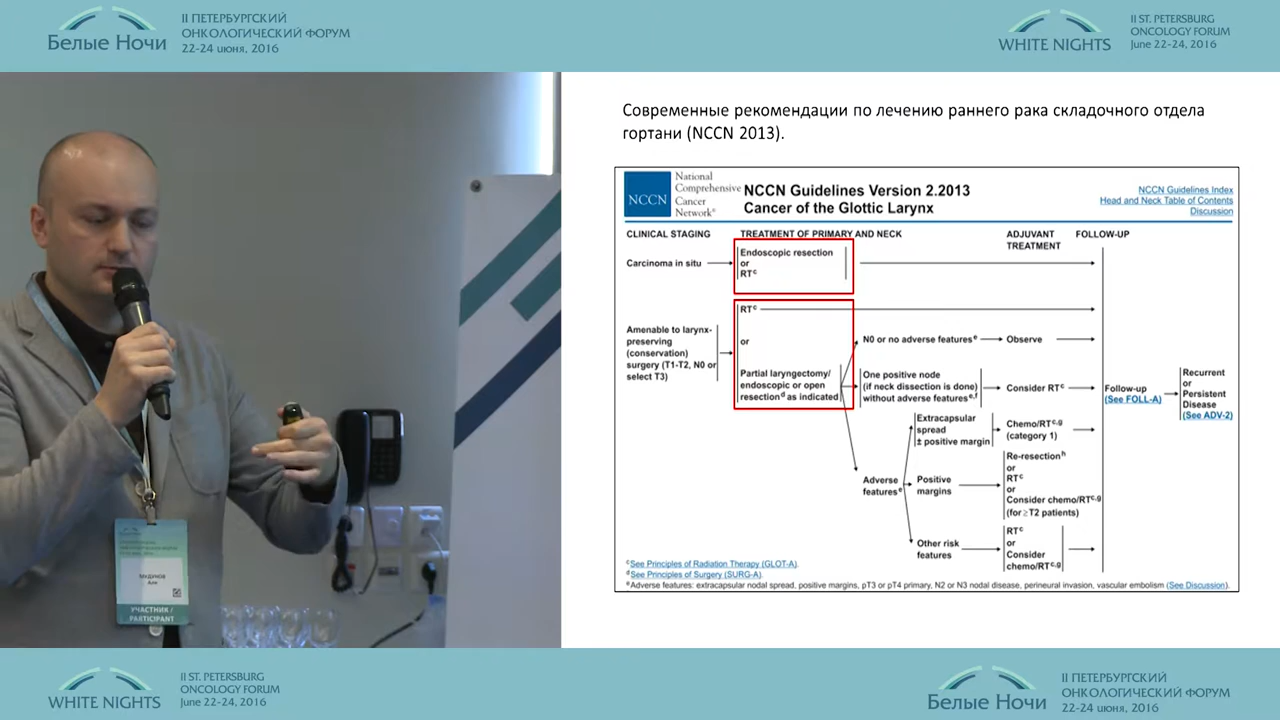 II ПЕТЕРБУРГСКИЙ
ОНКОЛОГИЧЕСКИЙ ФОРУМ
Белые Ночи
22-24 июня, 2016
II ST. PETERSBURG
ONCOLOGY FORUM
WHITE NIGHTS
June 22-24, 2016
Современные рекомендации по лечению раннего рака складочного отдела
гортани (NCCN 2013).
NCCN
National
Comprehensive
Cancer
Network®
NCCN Guidelines Version 2.2013
Cancer of the Glottic Larynx
NCCN Guidelines Index
Head and Neck Table of Contents
Discussion
CLINICAL STAGING
TREATMENT OF PRIMARY AND NECK
ADJUVANT
TREATMENT
FOLLOW-UP
Carcinoma in situ
Endoscopic resection
or
RTᶜ
Amenable to larynx-
preserving
(conservation)
surgery (T1-T2, N0 or
select T3)
RTᶜ
or
Partial laryngectomy/
endoscopic or open
resectionᵈ as indicated
N0 or no adverse featuresᵉ
Observe
One positive node
(if neck dissection is done)
without adverse featuresᵉ,ᶠ
Consider RTᶜ
Adverse
featuresᵉ
Extracapsular
spread
± positive margin
Chemo/RTᶜ,ᵍ
(category 1)
Positive
margins
Re-resectionʰ
or
RTᶜ
or
Consider chemo/RTᶜ,ᵍ
(for ≥T2 patients)
Other risk
features
RTᶜ
or
Consider
chemo/RTᶜ,ᵍ
Follow-up
(See FOLL-A)
Recurrent
or
Persistent
Disease
(See ADV-2)
ᶜSee Principles of Radiation Therapy (GLOT-A).
ᵈSee Principles of Surgery (SURG-A).
ᵉAdverse features: extracapsular nodal spread, positive margins, pT3 or pT4 primary, N2 or N3 nodal disease, perineural invasion, vascular embolism (See Discussion).
УЧАСТНИК /
PARTICIPANT
WHITE NIGHTS
II ST. PETERSBURG
ONCOLOGY FORUM
June 22-24, 2016
Белые Ночи
II ПЕТЕРБУРГСКИЙ
ОНКОЛОГИЧЕСКИЙ ФОРУМ
22-24 июня, 2016